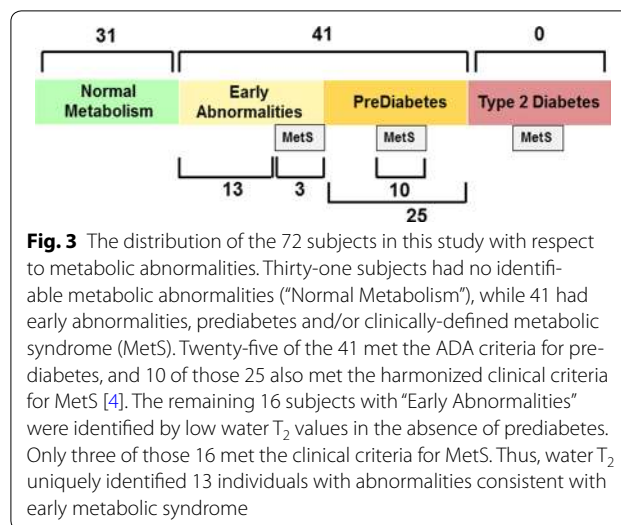 31 41 0
Normal Metabolism Early Abnormalities PreDiabetes Type 2 Diabetes
MetS MetS MetS
13 3 10
25
Fig. 3 The distribution of the 72 subjects in this study with respect
to metabolic abnormalities. Thirty-one subjects had no identifi-
able metabolic abnormalities (“Normal Metabolism”), while 41 had
early abnormalities, prediabetes and/or clinically-defined metabolic
syndrome (MetS). Twenty-five of the 41 met the ADA criteria for pre-
diabetes, and 10 of those 25 also met the harmonized clinical criteria
for MetS [4]. The remaining 16 subjects with “Early Abnormalities”
were identified by low water T₂ values in the absence of prediabetes.
Only three of those 16 met the clinical criteria for MetS. Thus, water T₂
uniquely identified 13 individuals with abnormalities consistent with
early metabolic syndrome